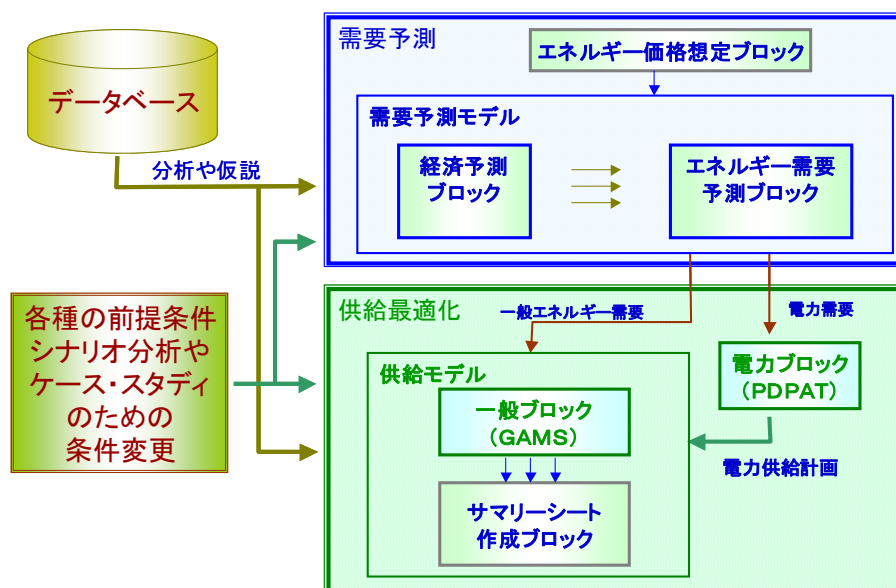 データベース
分析や仮説
各種の前提条件
シナリオ分析や
ケース・スタディ
のための
条件変更
需要予測
エネルギー価格想定ブロック
需要予測モデル
経済予測
ブロック
エネルギー需要
予測ブロック
供給最適化
一般エネルギー需要
電力需要
供給モデル
一般ブロック
(GAMS)
サマリーシート
作成ブロック
電力ブロック
(PDPAT)
電力供給計画